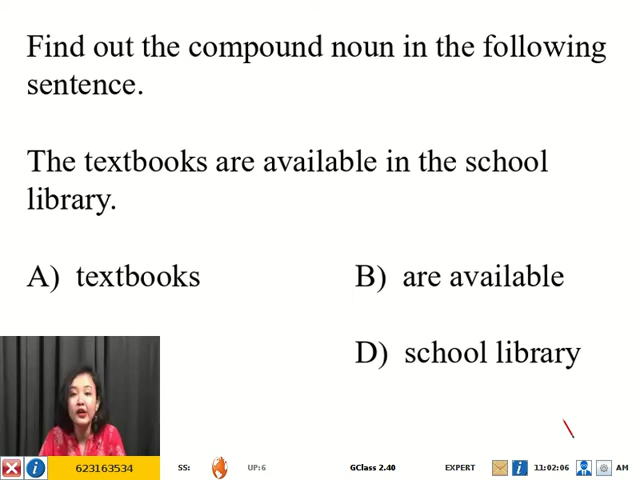 Find out the compound noun in the following
sentence.
The textbooks are available in the school
library.
A) textbooks
B) are available
D) school library
623163534
SS:
UP:6
GClass 2.40
EXPERT
11:02:06
AM